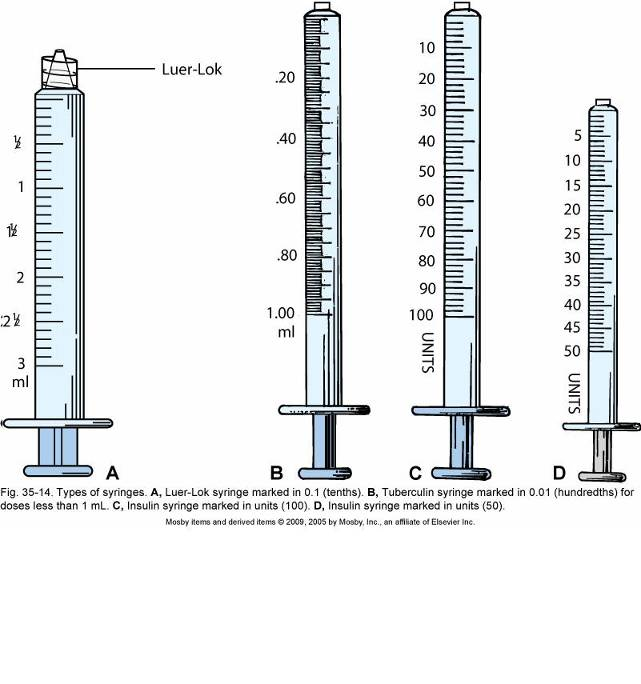 Luer-Lok
½
1
1½
2
2½
3
ml
.20
.40
.60
.80
1.00
ml
10
20
30
40
50
60
70
80
90
100
UNITS
5
10
15
20
25
30
35
40
45
50
UNITS
A
B
C
D
Fig. 35-14. Types of syringes. A, Luer-Lok syringe marked in 0.1 (tenths). B, Tuberculin syringe marked in 0.01 (hundredths) for
doses less than 1 mL. C, Insulin syringe marked in units (100). D, Insulin syringe marked in units (50).
Mosby items and derived items © 2009, 2005 by Mosby, Inc., an affiliate of Elsevier Inc.